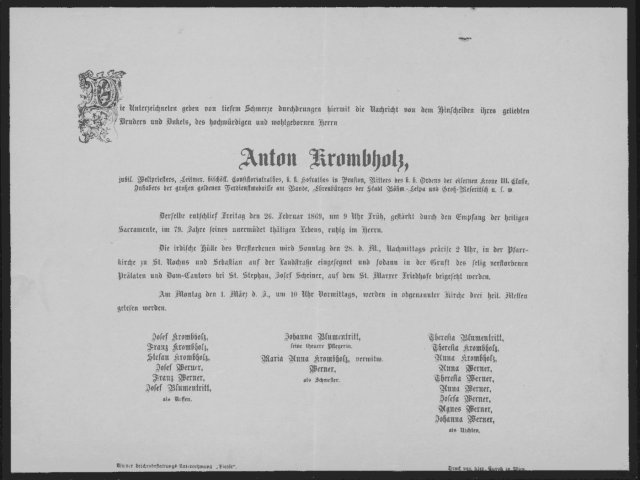 Die Unterzeichneten geben von tiefem Schmerze durchdrungen hiermit die Nachricht von dem Hinscheiden ihres geliebten
Bruders und Onkels, des hochwürdigen und wohlgebornen Herrn
Anton Krombholz,
jubil. Weltpriesters, Leitmer. bischöfl. Consistorialrathes, k. k. Hofrathes in Pension, Ritters des k. k. Ordens der eisernen Krone III. Classe,
Inhabers der großen goldenen Verdienstmedaille am Bande, Ehrenbürgers der Stadt Böhm.-Leipa und Groß-Meseritsch u. s. w.
Derselbe entschlief Freitag den 26. Februar 1869, um 9 Uhr Früh, gestärkt durch den Empfang der heiligen
Sacramente, im 79. Jahre seines unermüdet thätigen Lebens, ruhig im Herrn.
Die irdische Hülle des Verstorbenen wird Sonntag den 28. d. M., Nachmittags präcise 2 Uhr, in der Pfarr-
kirche zu St. Rochus und Sebastian auf der Landstraße eingesegnet und sodann in der Gruft des selig verstorbenen
Prälaten und Dom-Cantors bei St. Stephan, Josef Scheiner, auf dem St. Marxer Friedhofe beigesetzt werden.
Am Montag den 1. März d. J., um 10 Uhr Vormittags, werden in obgenannter Kirche drei heil. Messen
gelesen werden.
Josef Krombholz,
Franz Krombholz,
Stefan Krombholz,
Josef Werner,
Franz Werner,
Josef Blumentritt,
als Neffen.
Johanna Blumentritt,
seine theuere Pflegerin.
Maria Anna Krombholz, verwitw.
Werner,
als Schwester.
Theresia Blumentritt,
Theresia Krombholz,
Anna Krombholz,
Anna Werner,
Theresia Werner,
Anna Werner,
Josefa Werner,
Agnes Werner,
Johanna Werner,
als Nichten.
Wiener Leichenbestattungs-Unternehmung
Druck von Wien.